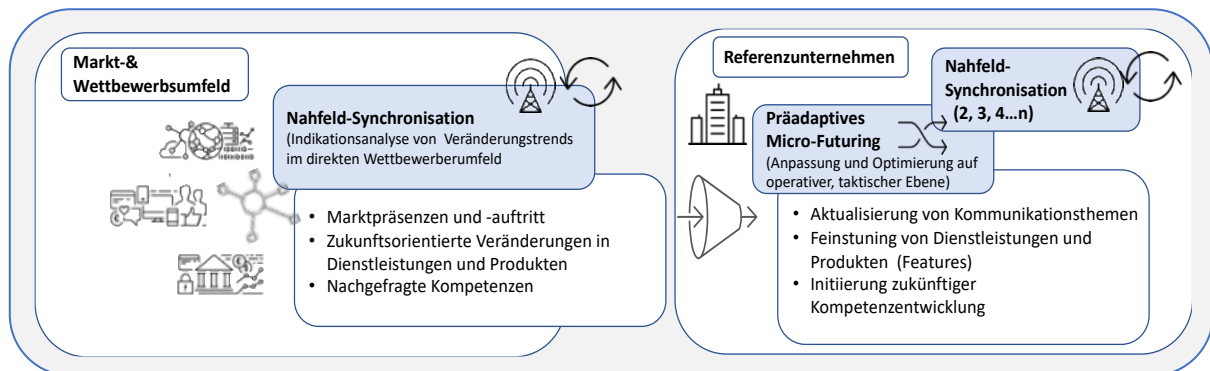 Markt-&
Wettbewerbsumfeld
Nahfeld-Synchronisation
(Indikationsanalyse von Veränderungstrends
im direkten Wettbewerberumfeld
• Marktpräsenzen und -auftritt
• Zukunftsorientierte Veränderungen in
Dienstleistungen und Produkten
• Nachgefragte Kompetenzen
Referenzunternehmen
Nahfeld-
Synchronisation
(2, 3, 4...n)
Präadaptives
Micro-Futuring
(Anpassung und Optimierung auf
operativer, taktischer Ebene)
• Aktualisierung von Kommunikationsthemen
• Feinstuning von Dienstleistungen und
Produkten (Features)
• Initiierung zukünftiger
Kompetenzentwicklung